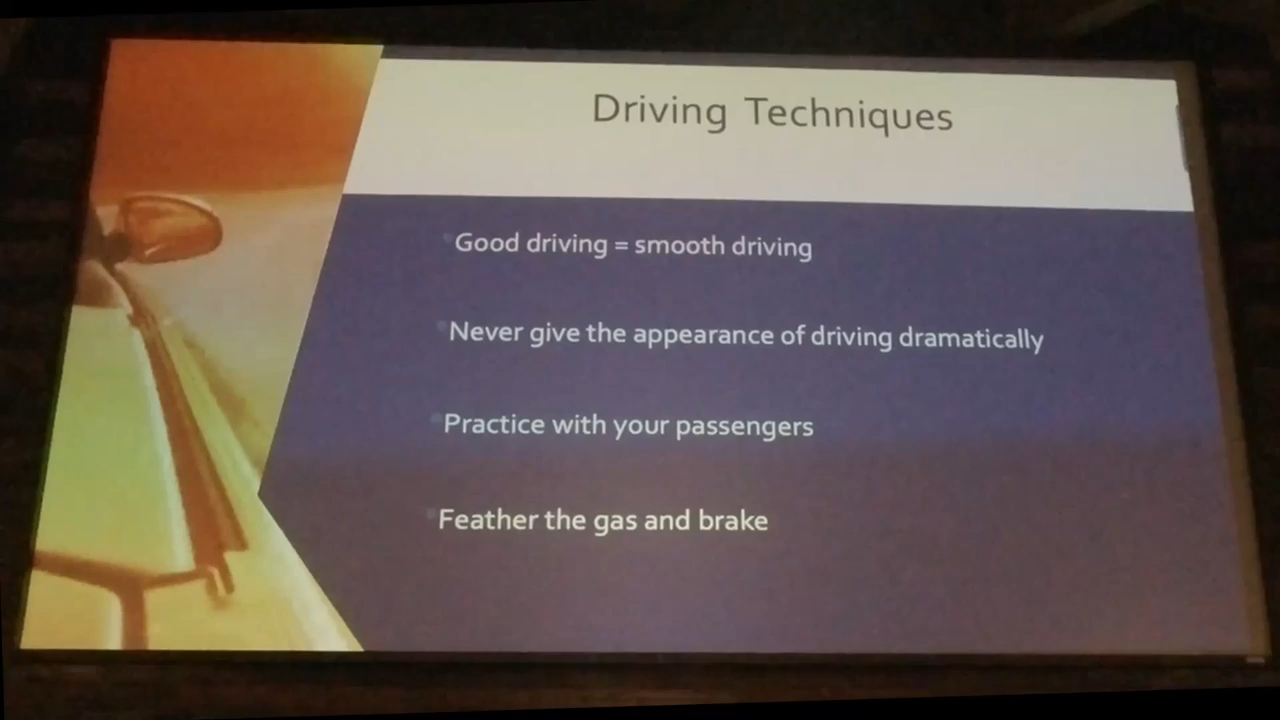 Driving Techniques
Good driving = smooth driving
Never give the appearance of driving dramatically
Practice with your passengers
Feather the gas and brake